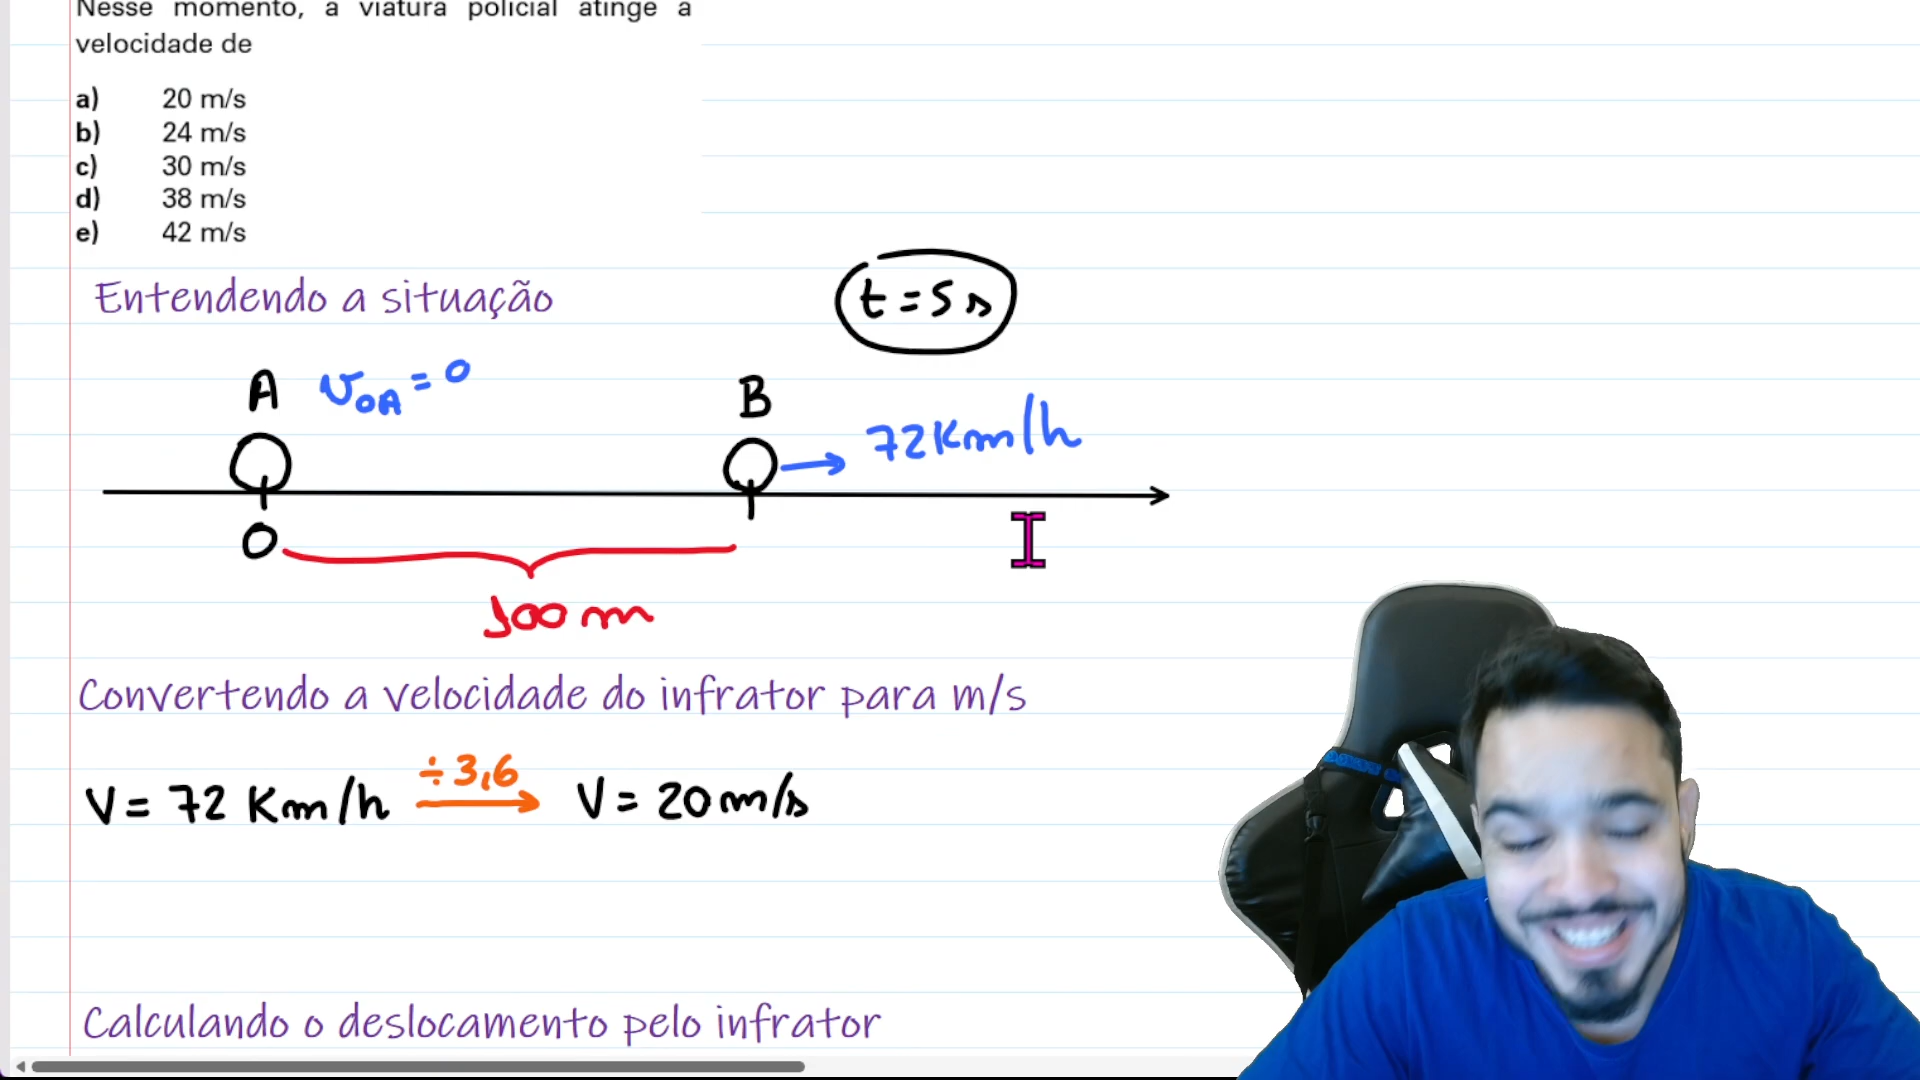 Nesse momento, a viatura policial atinge a
velocidade de
a) 20 m/s
b) 24 m/s
c) 30 m/s
d) 38 m/s
e) 42 m/s
Entendendo a situação
t = 5 s
A v0A = 0
B
72 Km/h
0
100 m
Convertendo a velocidade do infrator para m/s
V = 72 Km/h ÷3,6 V = 20 m/s
Calculando o deslocamento pelo infrator